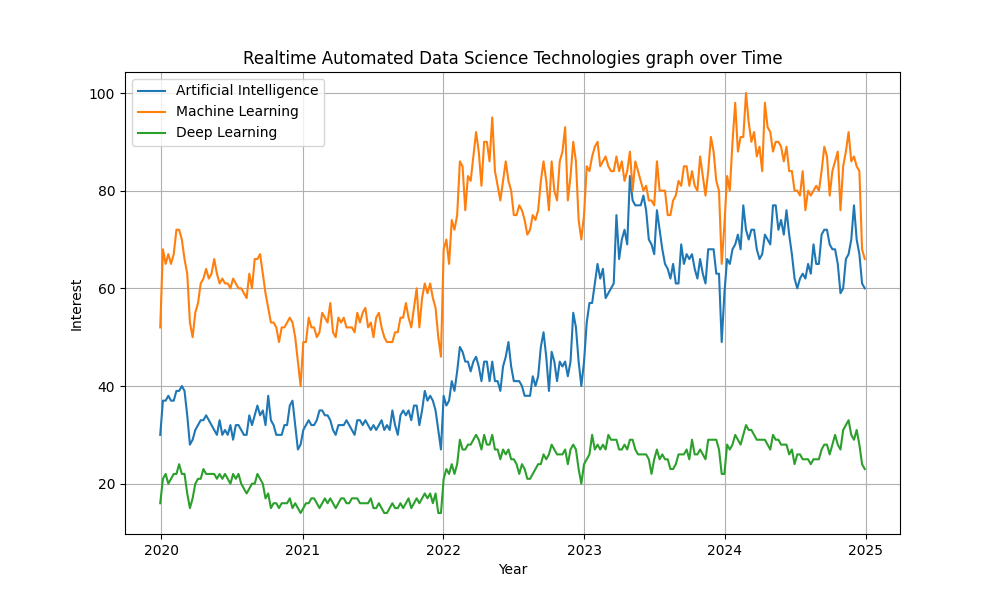 Realtime Automated Data Science Technologies graph over Time
Artificial Intelligence
Machine Learning
Deep Learning
100
80
60
40
20
Interest
2020 2021 2022 2023 2024 2025
Year